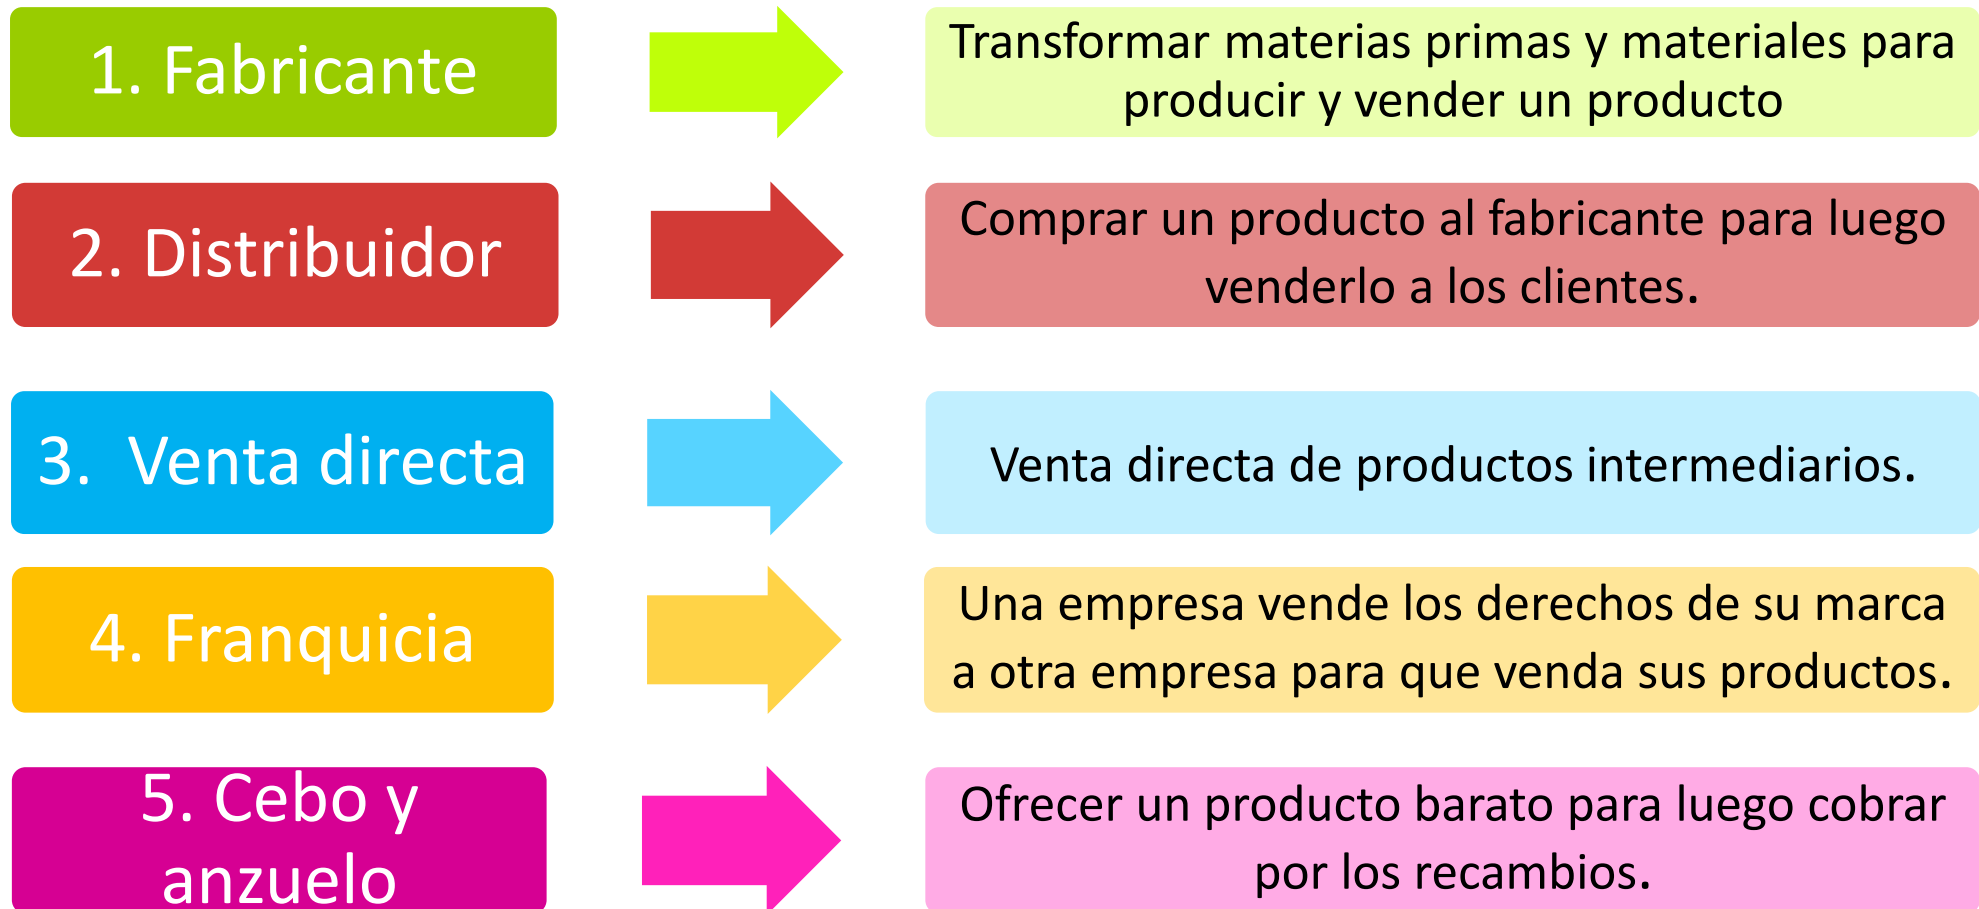 1. Fabricante
Transformar materias primas y materiales para
producir y vender un producto
2. Distribuidor
Comprar un producto al fabricante para luego
venderlo a los clientes.
3. Venta directa
Venta directa de productos intermediarios.
4. Franquicia
Una empresa vende los derechos de su marca
a otra empresa para que venda sus productos.
5. Cebo y
anzuelo
Ofrecer un producto barato para luego cobrar
por los recambios.